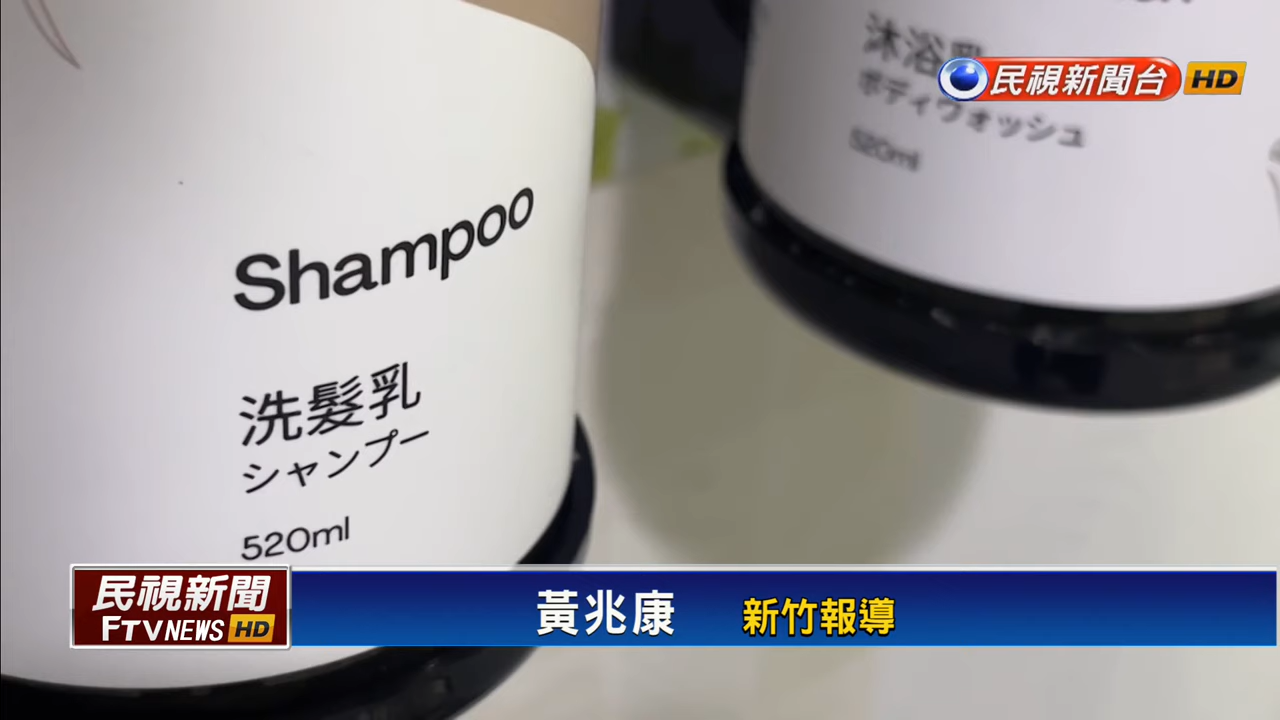 Shampoo
洗髮乳
シャンプー
520ml
沐浴乳
ボディウォッシュ
520ml
民視新聞台 HD
民視新聞
FTVNEWS HD
黃兆康 新竹報導